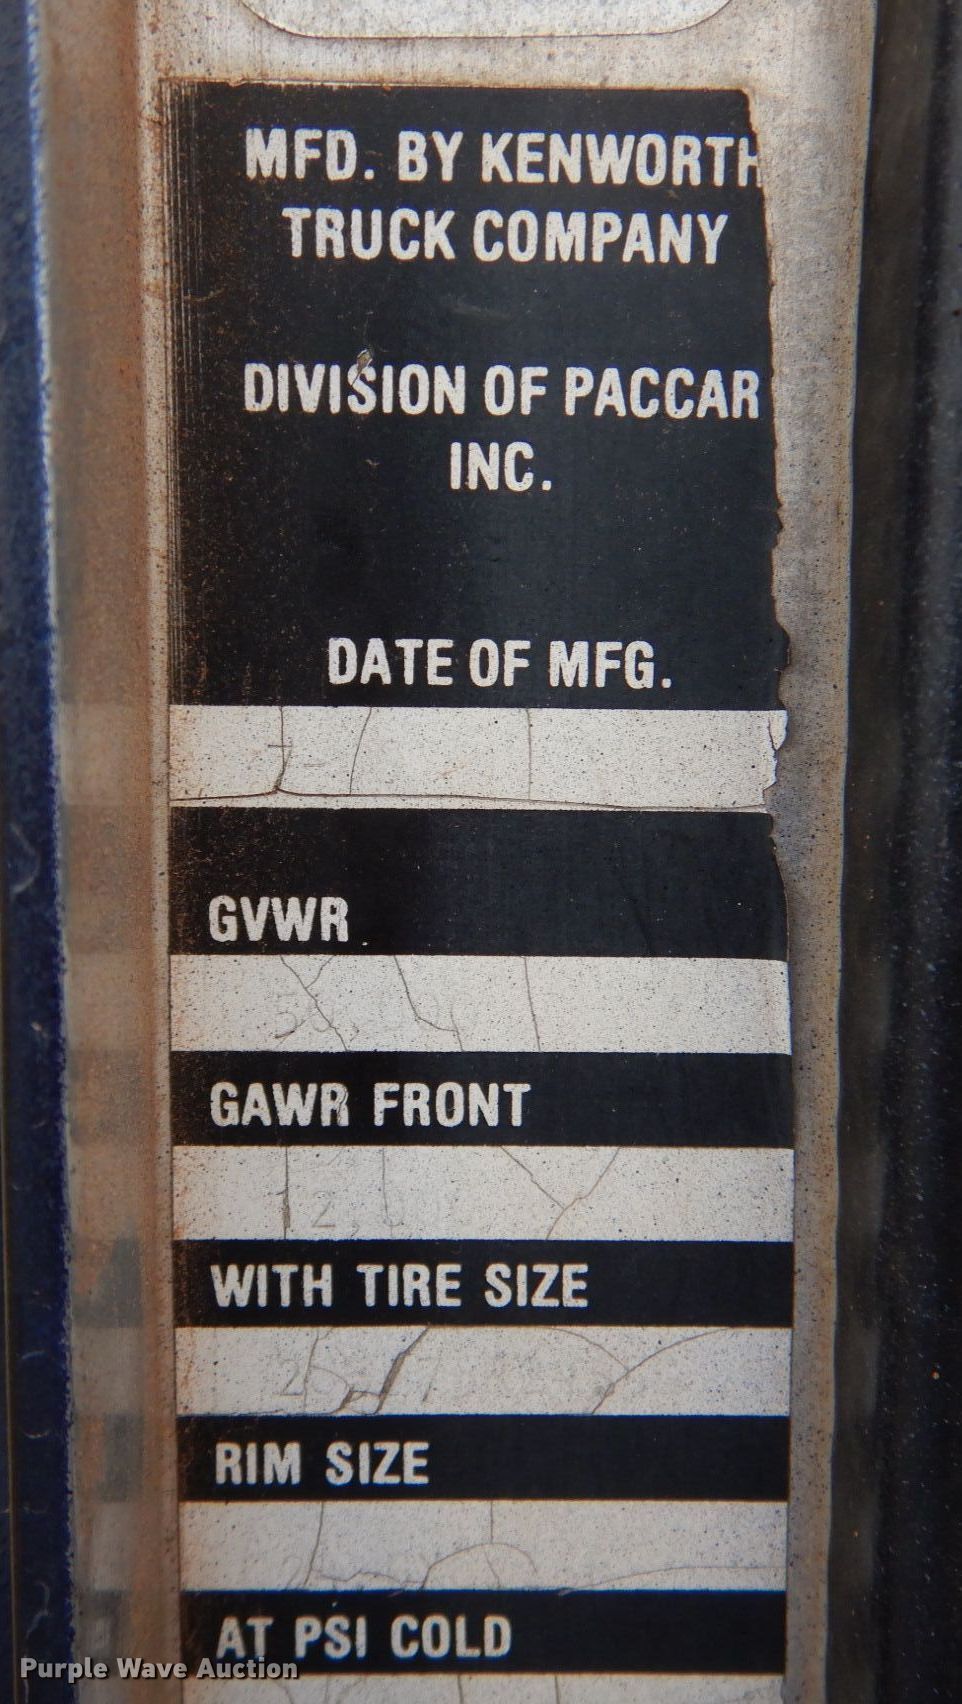 MFD. BY KENWORTH
TRUCK COMPANY
DIVISION OF PACCAR
INC.
DATE OF MFG.
GVWR
GAWR FRONT
WITH TIRE SIZE
RIM SIZE
AT PSI COLD
Purple Wave Auction